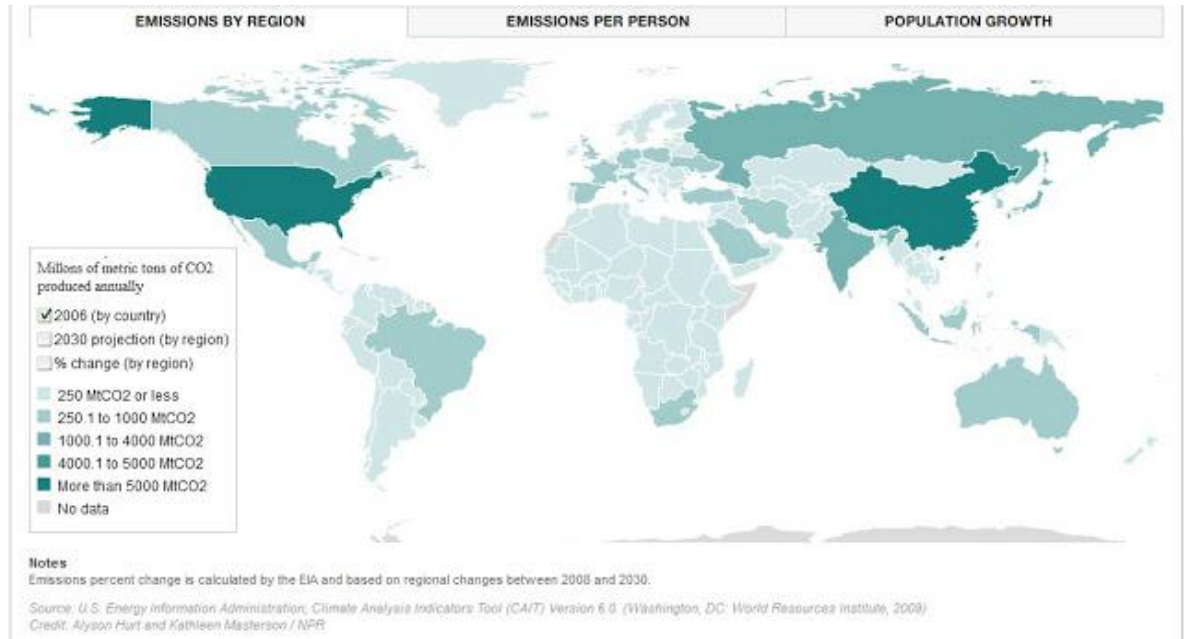 EMISSIONS BY REGION
EMISSIONS PER PERSON
POPULATION GROWTH
Millons of metric tons of CO2
produced annually
2006 (by country)
2030 projection (by region)
% change (by region)
250 MtCO2 or less
250.1 to 1000 MtCO2
1000.1 to 4000 MtCO2
4000.1 to 5000 MtCO2
More than 5000 MtCO2
No data
Notes
Emissions percent change is calculated by the EIA and based on regional changes between 2006 and 2030.
Source: U.S. Energy Information Administration; Climate Analysis Indicators Tool (CAIT) Version 6.0. (Washington, DC: World Resources Institute, 2009)
Credit: Alyson Hurt and Kathleen Masterson / NPR